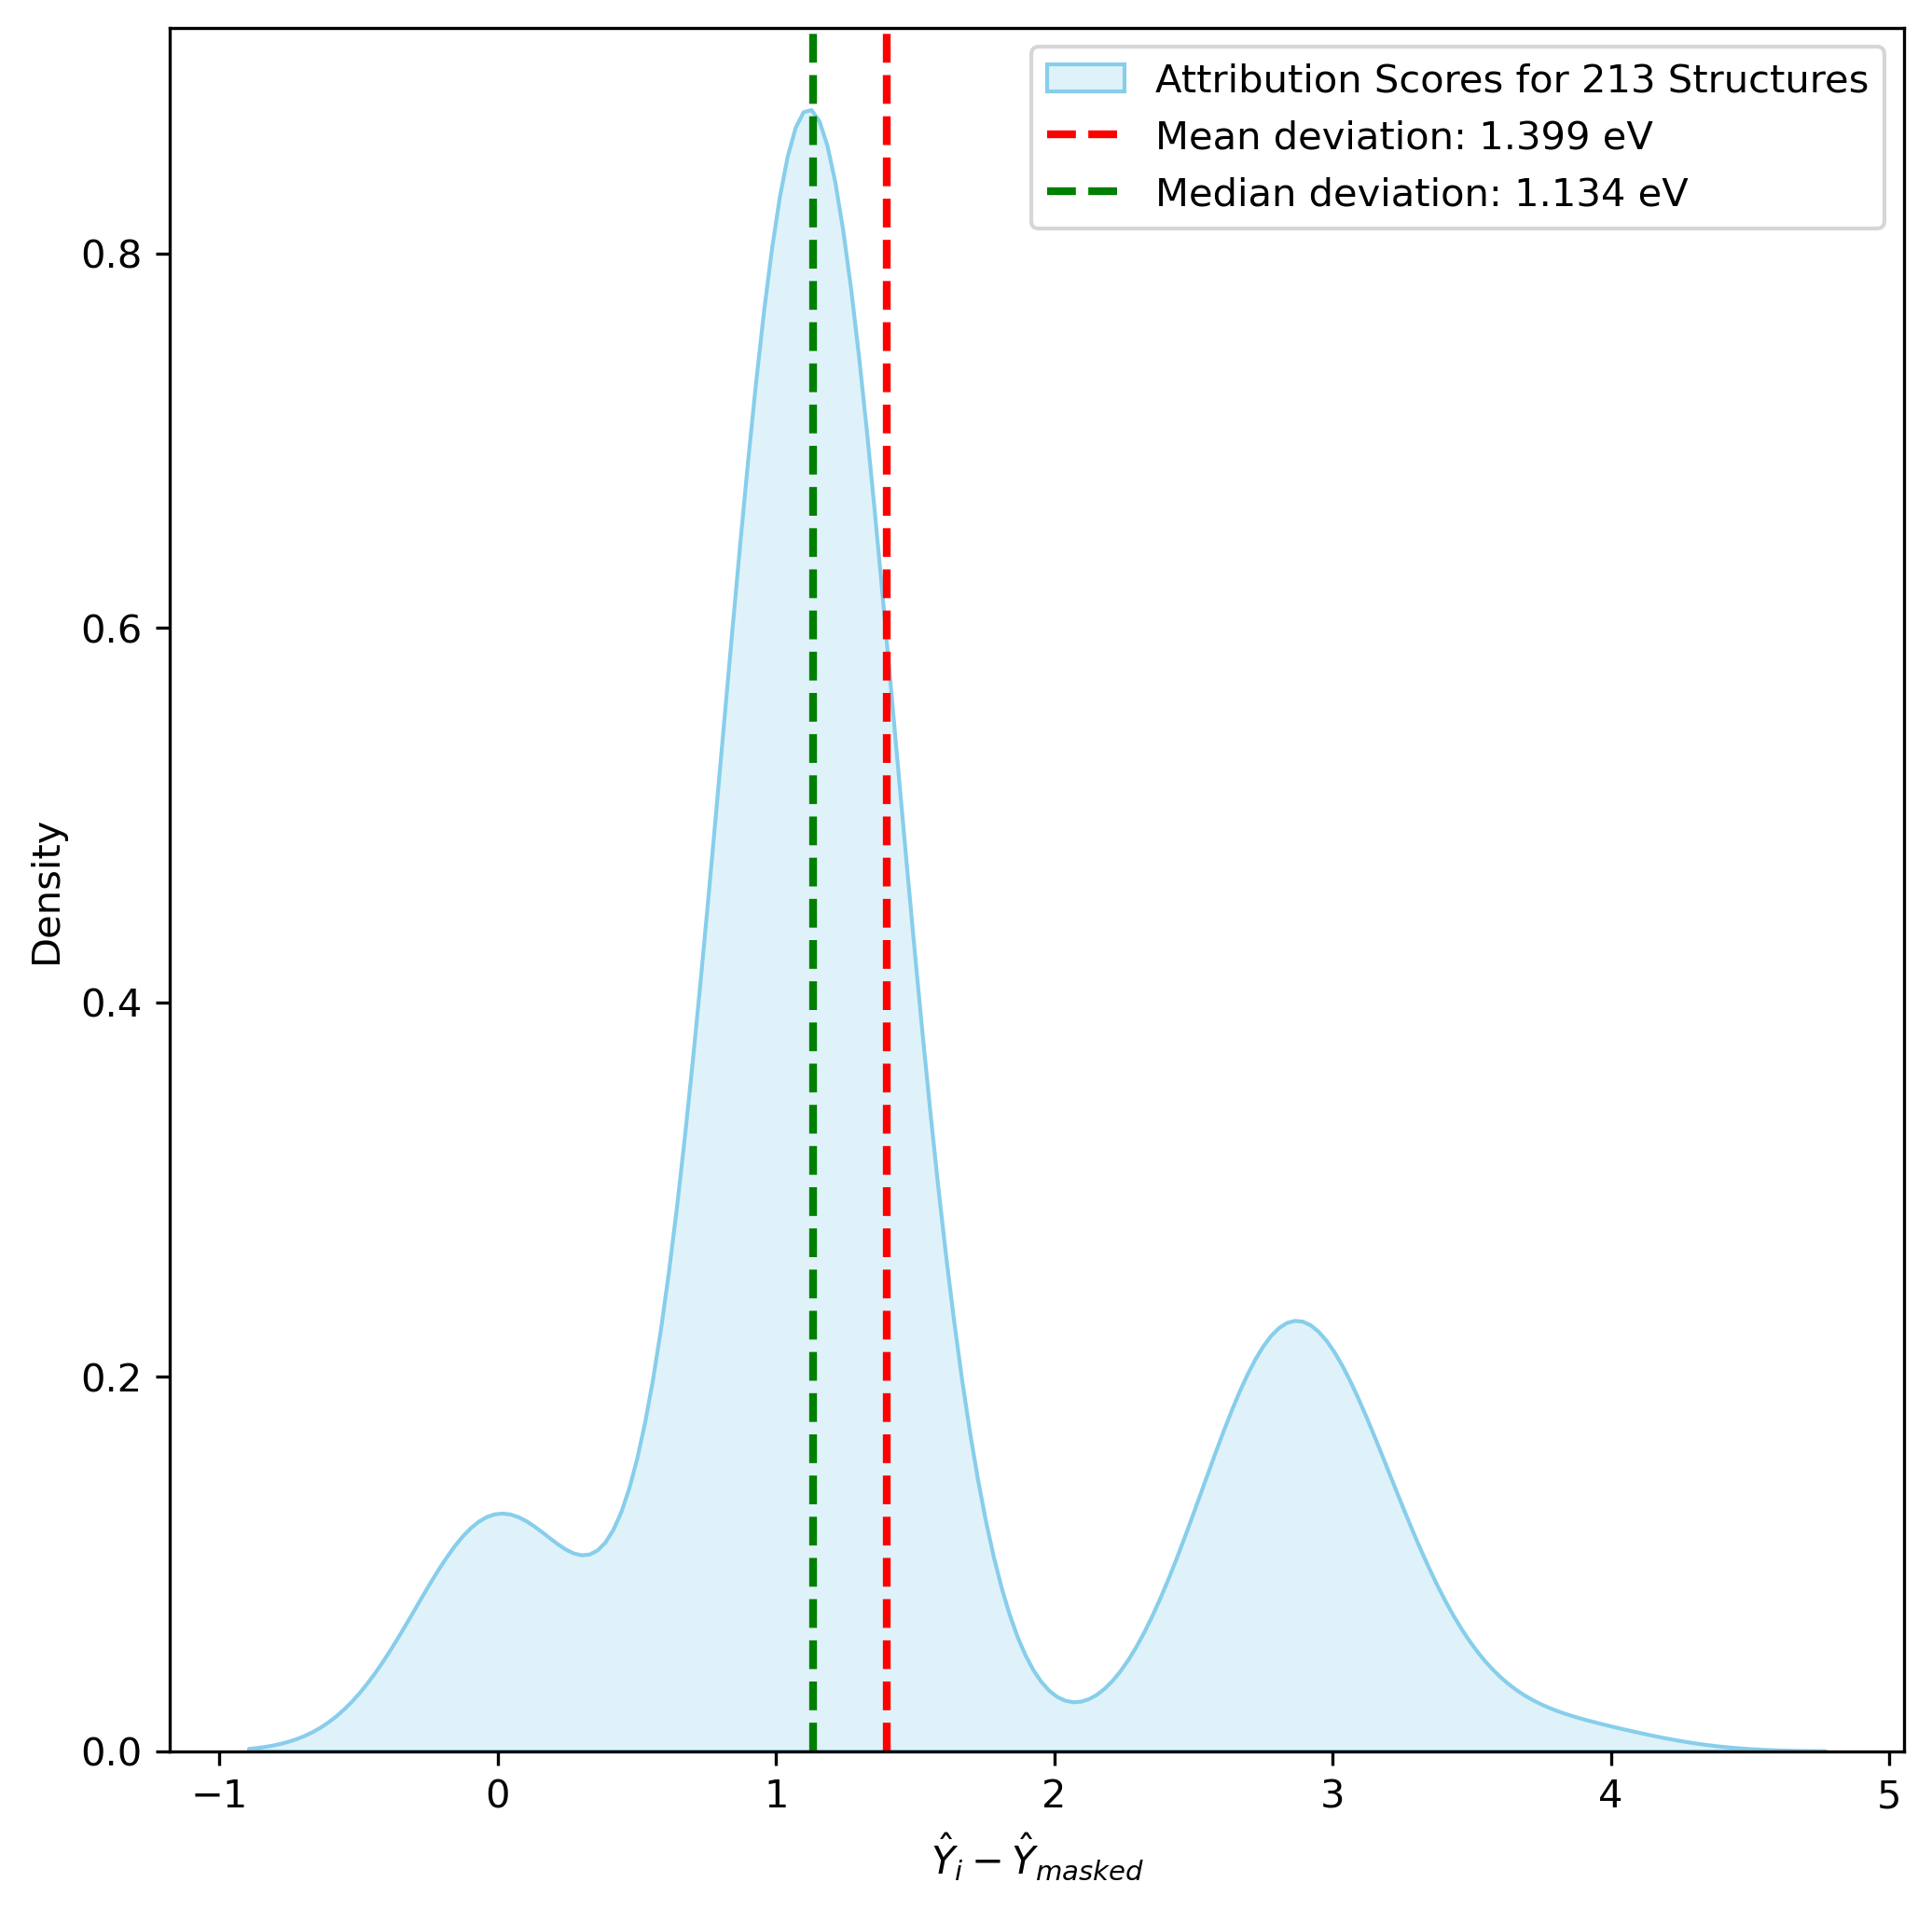 Attribution Scores for 213 Structures
Mean deviation: 1.399 eV
Median deviation: 1.134 eV
0.8
0.6
0.4
0.2
0.0
Density
−1 0 1 2 3 4 5
Ŷᵢ − Ŷ_masked